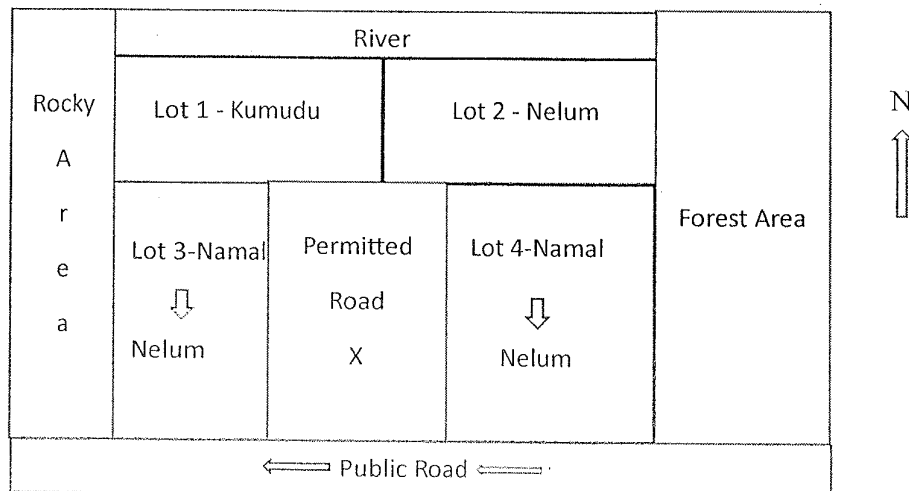 River
Rocky
A
r
e
a
Lot 1 - Kumudu
Lot 2 - Nelum
N
Forest Area
Lot 3-Namal
Nelum
Permitted
Road
X
Lot 4-Namal
Nelum
Public Road